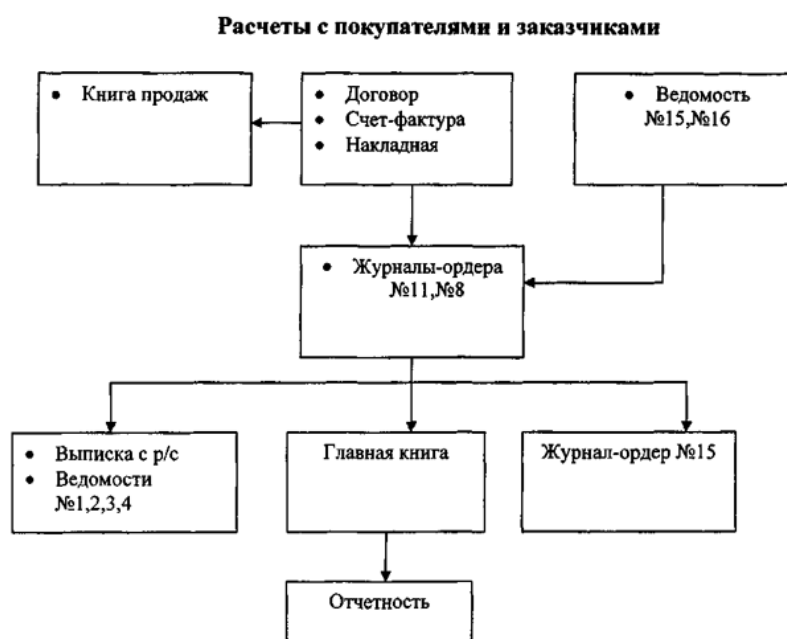 Расчеты с покупателями и заказчиками
• Книга продаж
• Договор
• Счет-фактура
• Накладная
• Ведомость
№15,№16
• Журналы-ордера
№11,№8
• Выписка с р/с
• Ведомости
№1,2,3,4
Главная книга
Журнал-ордер №15
Отчетность